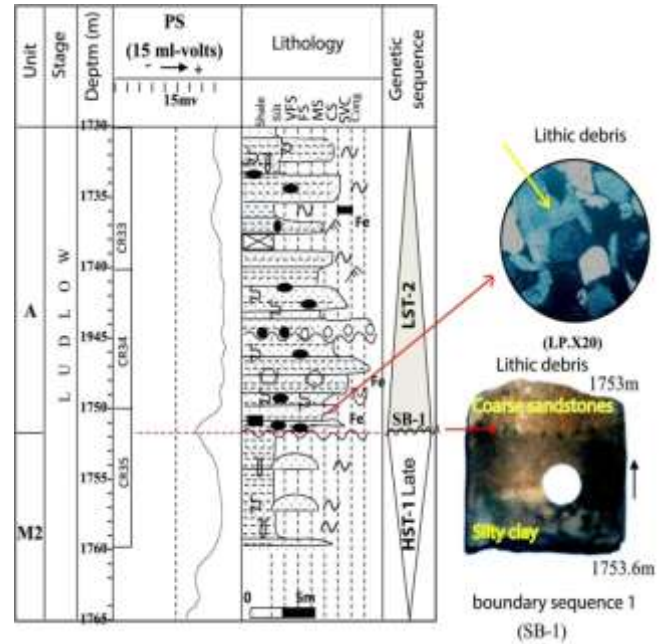 Unit
Stage
Deptm (m)
PS
(15 ml-volts)
- +
15mv
Lithology
Shale
Silt
VFS
FS
MS
CS
SVC
Cong.
Genetic
sequence
A
M2
LUDLOW
1730
1735
1740
1945
1750
1755
1760
1765
CR33
CR34
CR35
Fe
Fe
Fe
0 5m
LST-2
SB-1
HST-1 Late
Lithic debris
(LP.X20)
Lithic debris
1753m
Coarse sandstones
Silty clay
1753.6m
boundary sequence 1
(SB-1)